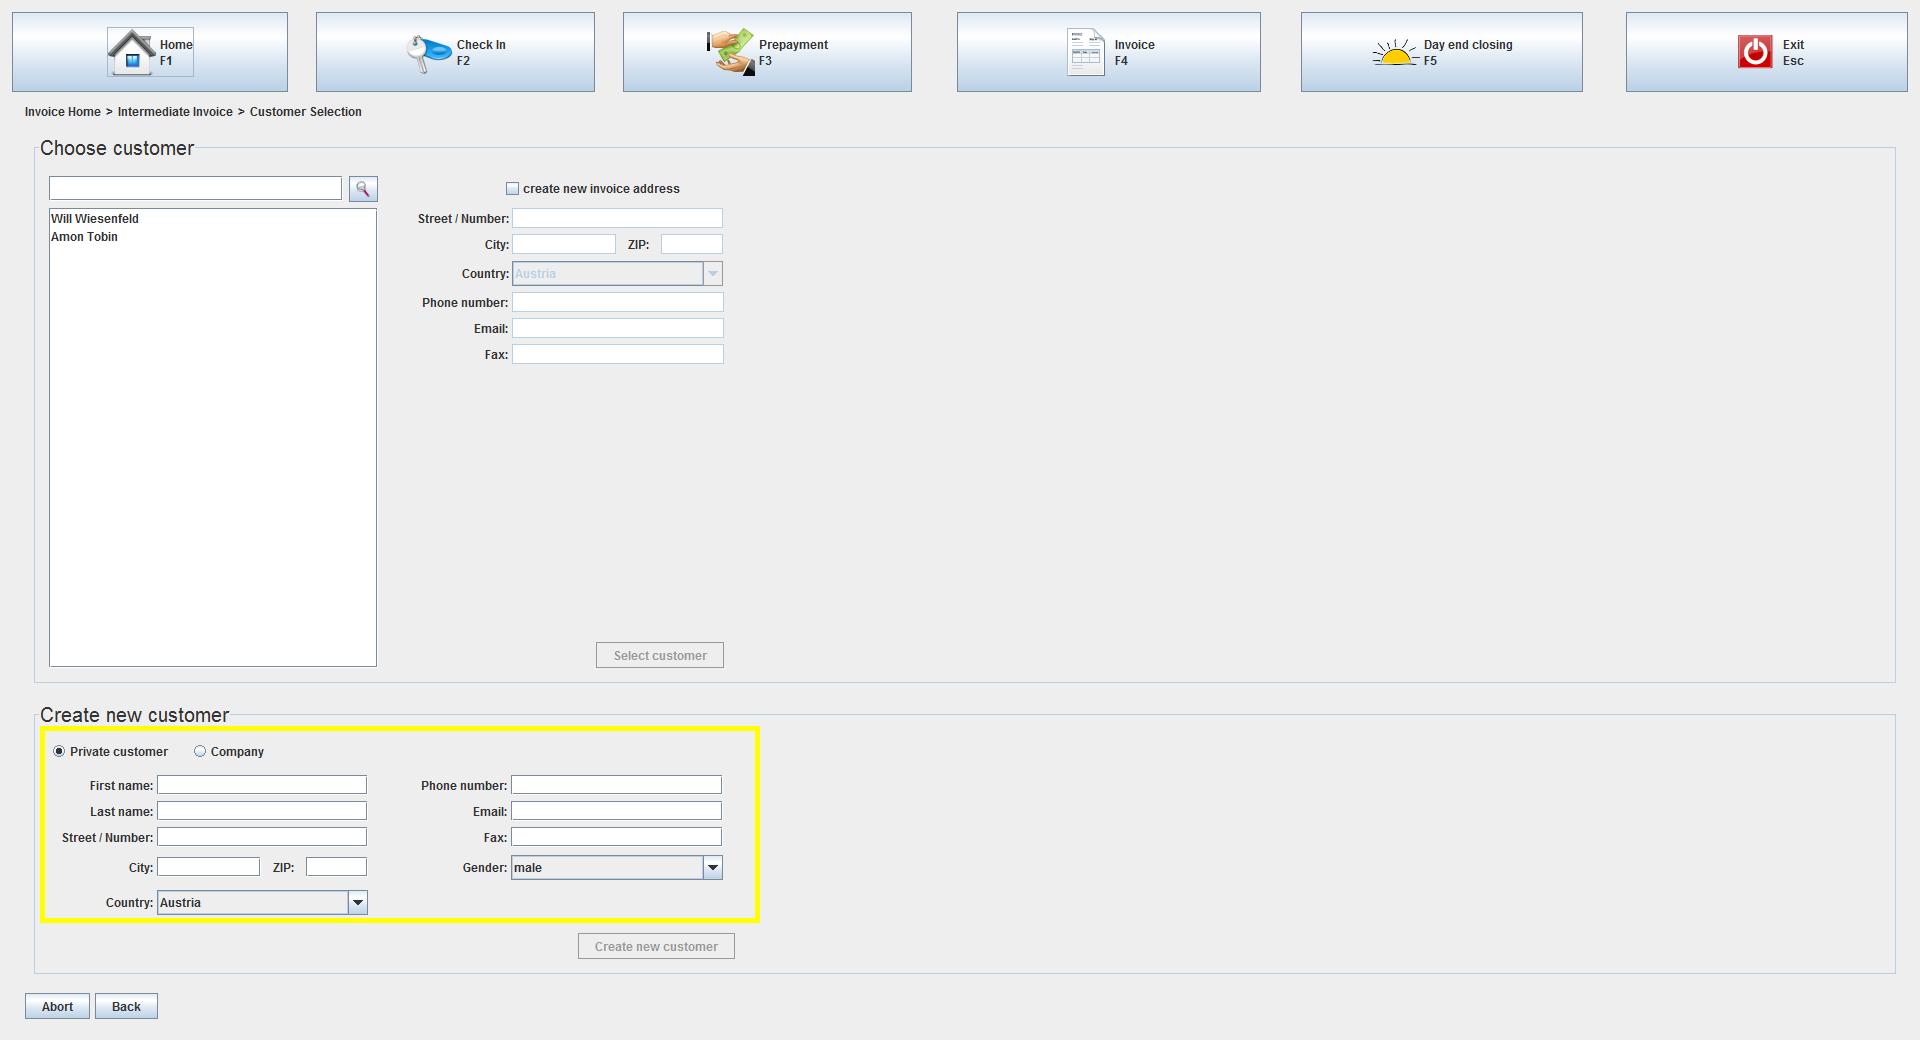 Home
F1
Check In
F2
Prepayment
F3
Invoice
F4
Day end closing
F5
Exit
Esc
Invoice Home > Intermediate Invoice > Customer Selection
Choose customer
create new invoice address
Will Wiesenfeld
Amon Tobin
Street / Number:
City: ZIP:
Country: Austria
Phone number:
Email:
Fax:
Select customer
Create new customer
Private customer Company
First name: Phone number:
Last name: Email:
Street / Number: Fax:
City: ZIP: Gender: male
Country: Austria
Create new customer
Abort Back